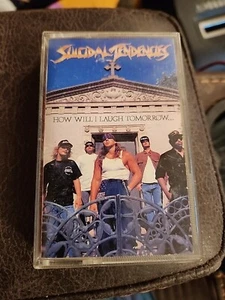 SUICIDAL TENDENCIES
HOW WILL I LAUGH TOMORROW...